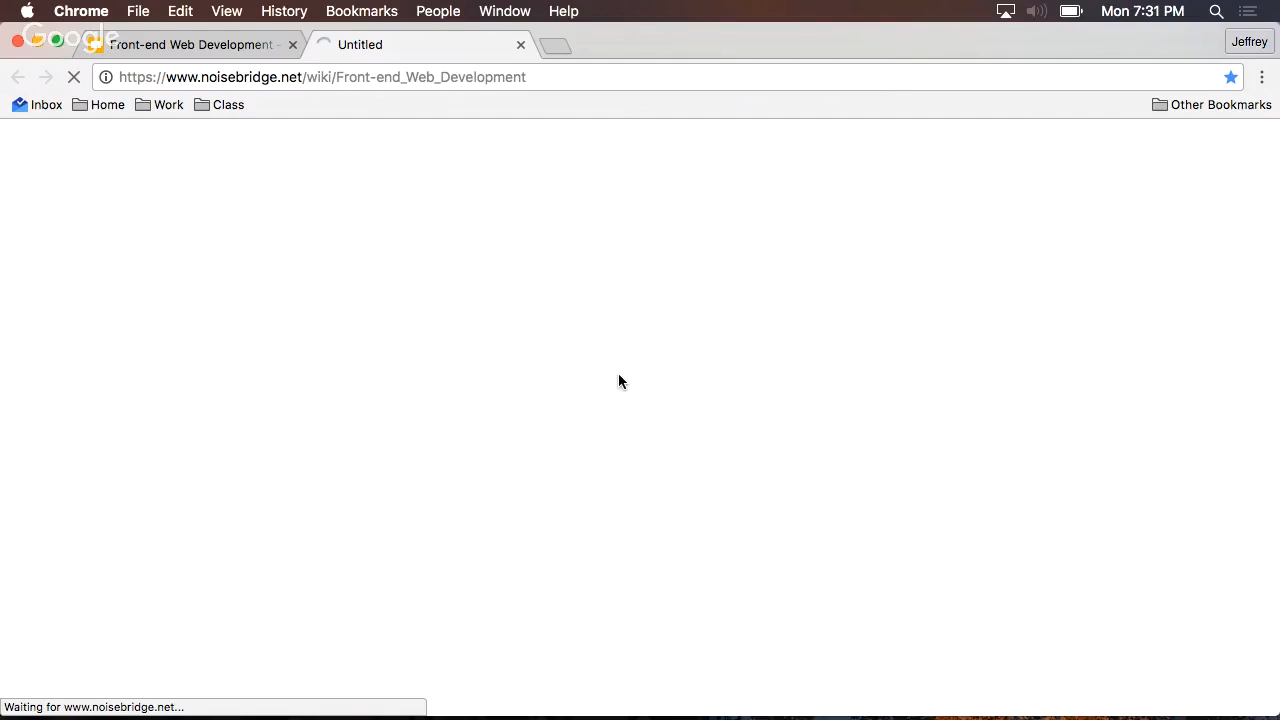 Chrome File Edit View History Bookmarks People Window Help Mon 7:31 PM
Google
Front-end Web Development - Untitled Jeffrey
https://www.noisebridge.net/wiki/Front-end_Web_Development
Inbox Home Work Class Other Bookmarks
Waiting for www.noisebridge.net...